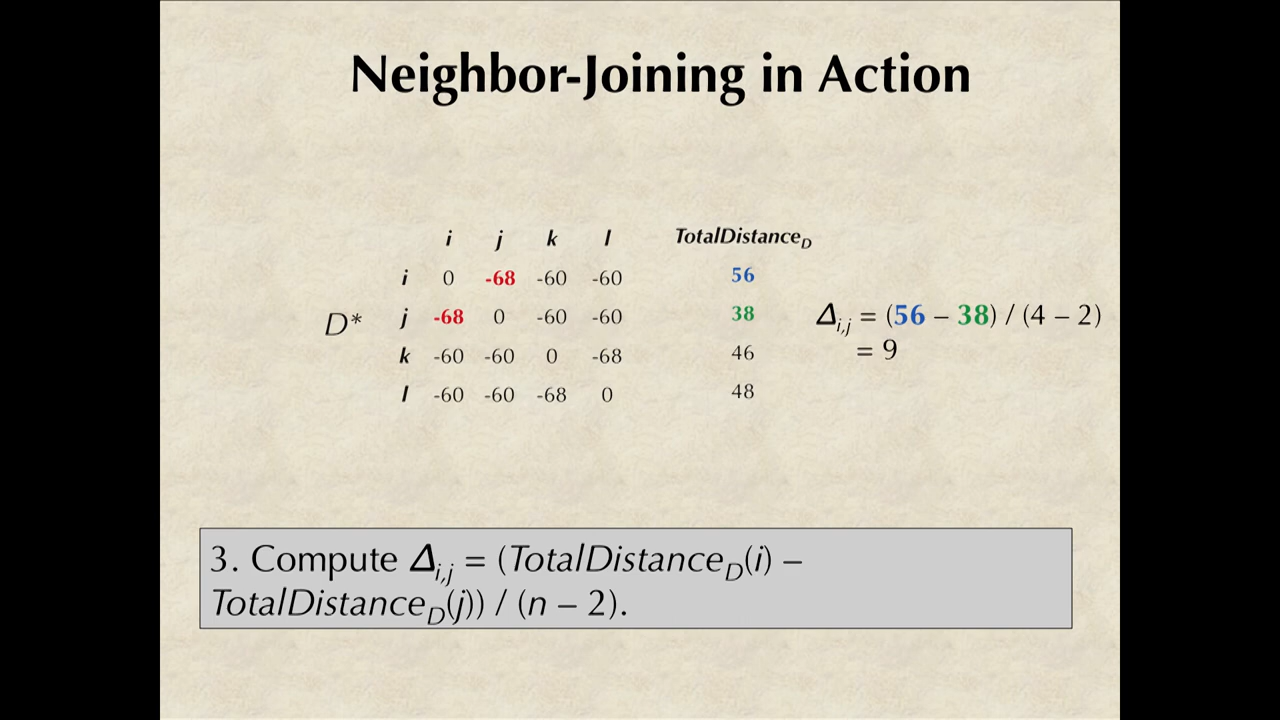 Neighbor-Joining in Action
i j k l TotalDistance_D
i 0 -68 -60 -60 56
j -68 0 -60 -60 38
k -60 -60 0 -68 46
l -60 -60 -68 0 48
D*
Δ_i,j = (56 – 38) / (4 – 2)
= 9
3. Compute Δ_i,j = (TotalDistance_D(i) –
TotalDistance_D(j)) / (n – 2).